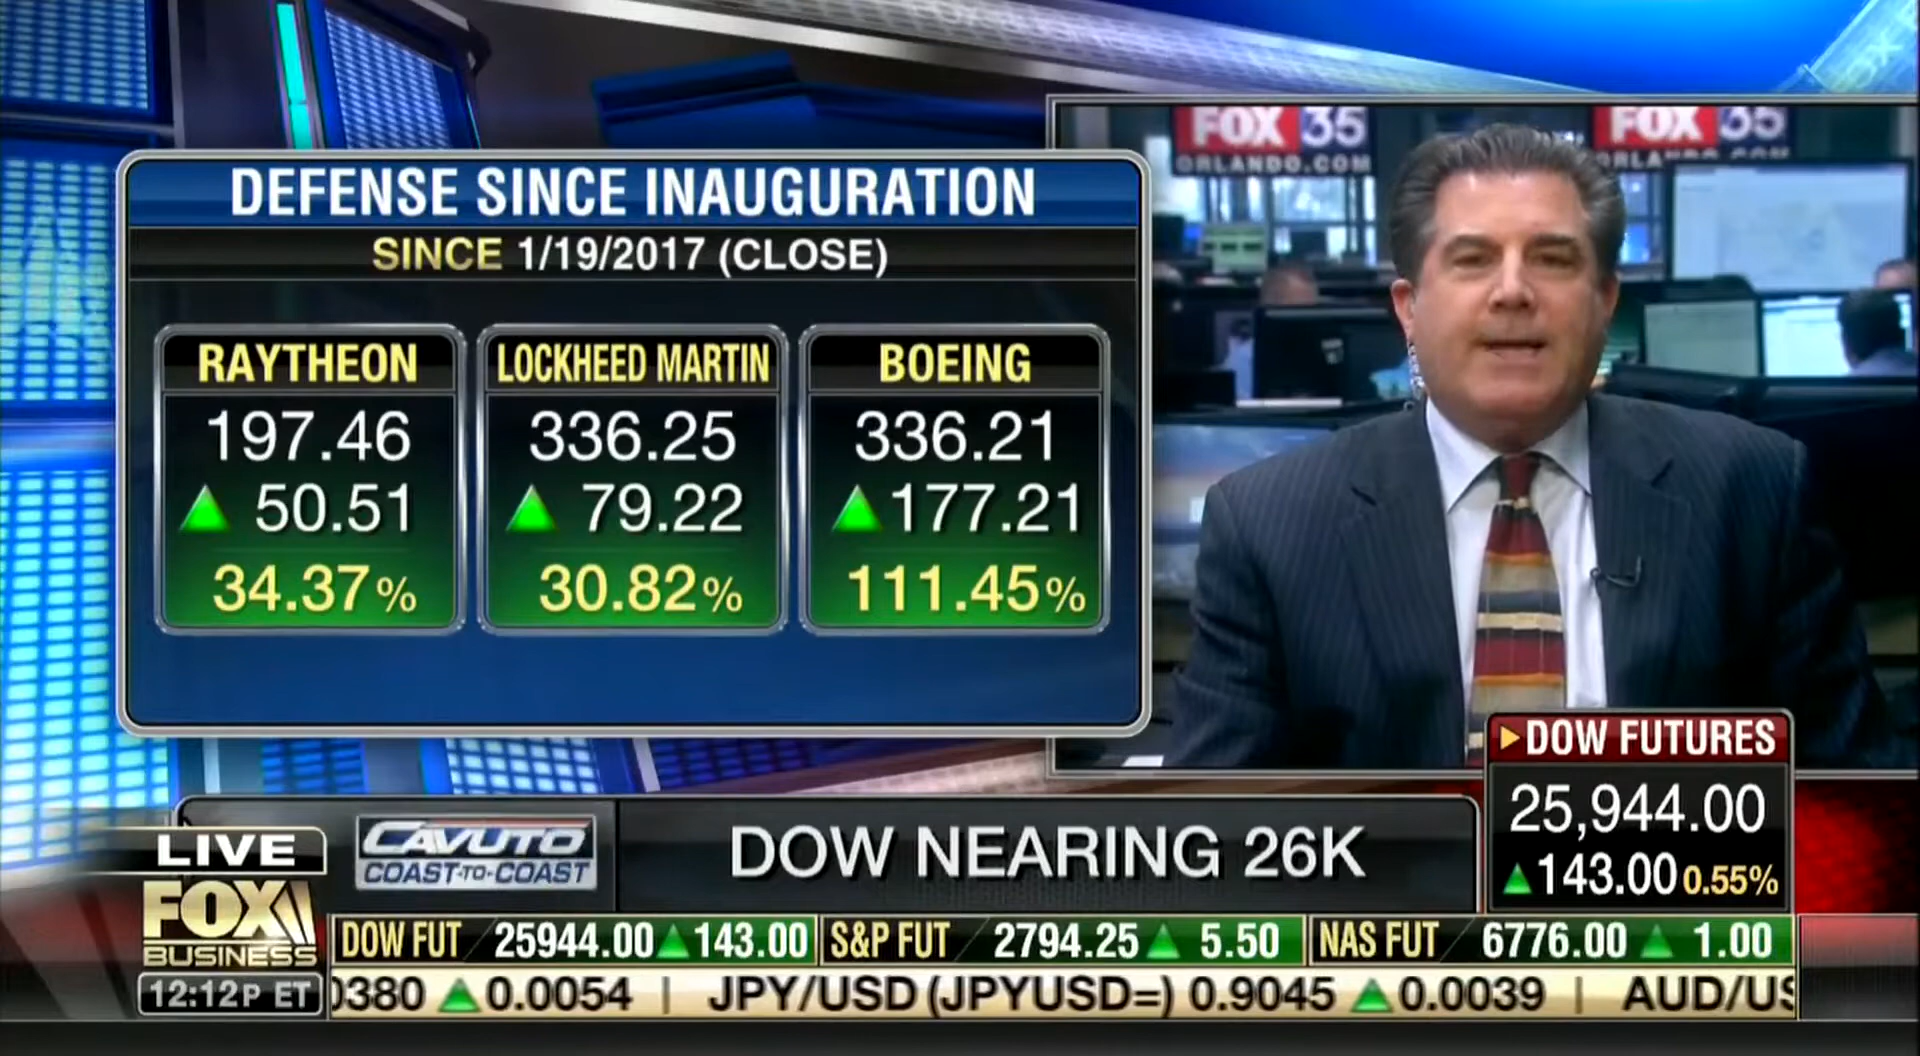 DEFENSE SINCE INAUGURATION
SINCE 1/19/2017 (CLOSE)
RAYTHEON
197.46
▲ 50.51
34.37%
LOCKHEED MARTIN
336.25
▲ 79.22
30.82%
BOEING
336.21
▲177.21
111.45%
FOX 35
ORLANDO.COM
FOX 35
DOW FUTURES
25,944.00
▲143.00 0.55%
CAVUTO
COAST-TO-COAST
DOW NEARING 26K
LIVE
FOX
BUSINESS
12:12P ET
DOW FUT 25944.00 ▲ 143.00
S&P FUT 2794.25 ▲ 5.50
NAS FUT 6776.00 ▲ 1.00
0380 ▲ 0.0054 | JPY/USD (JPYUSD=) 0.9045 ▲ 0.0039 | AUD/US